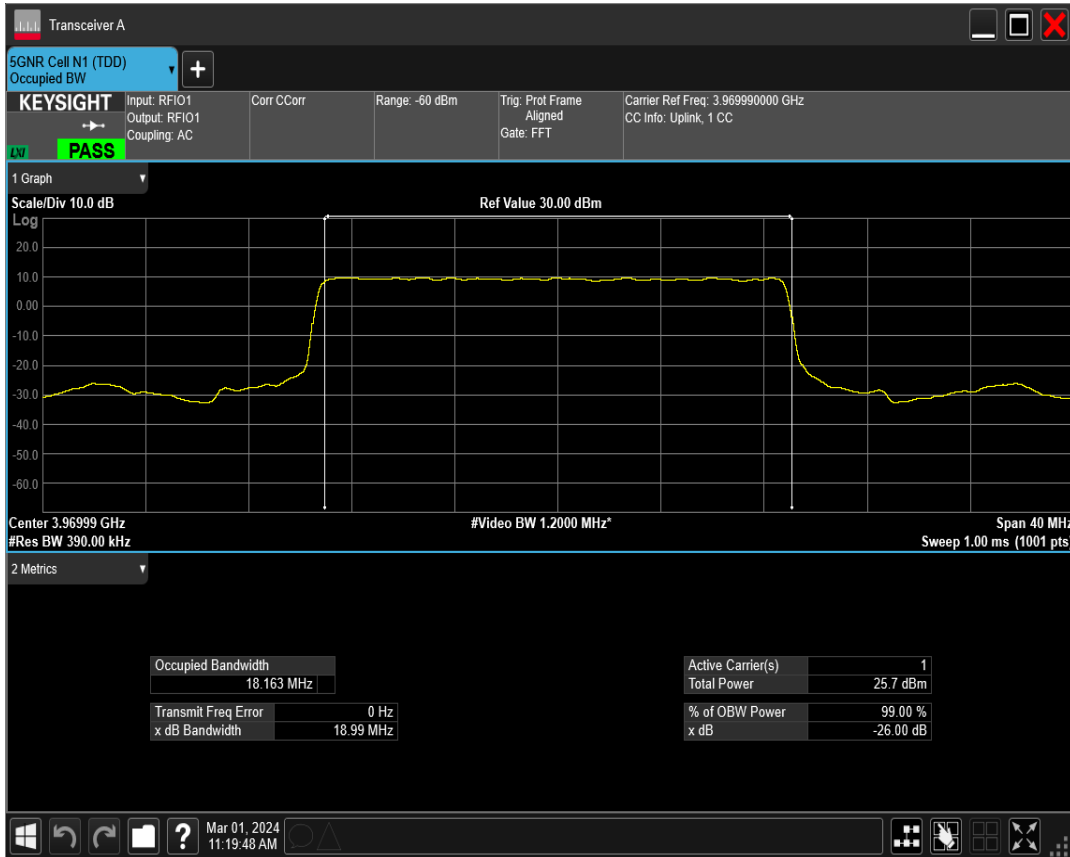 Transceiver A
5GNR Cell N1 (TDD)
Occupied BW
+
KEYSIGHT
LXI
PASS
Input: RFIO1
Output: RFIO1
Coupling: AC
Corr CCorr
Range: -60 dBm
Trig: Prot Frame
Aligned
Gate: FFT
Carrier Ref Freq: 3.969990000 GHz
CC Info: Uplink, 1 CC
1 Graph
Scale/Div 10.0 dB
Ref Value 30.00 dBm
Log
20.0
10.0
0.00
-10.0
-20.0
-30.0
-40.0
-50.0
-60.0
Center 3.96999 GHz
#Video BW 1.2000 MHz*
Span 40 MHz
#Res BW 390.00 kHz
Sweep 1.00 ms (1001 pts)
2 Metrics
Occupied Bandwidth
18.163 MHz
Transmit Freq Error 0 Hz
x dB Bandwidth 18.99 MHz
Active Carrier(s) 1
Total Power 25.7 dBm
% of OBW Power 99.00 %
x dB -26.00 dB
?
Mar 01, 2024
11:19:48 AM